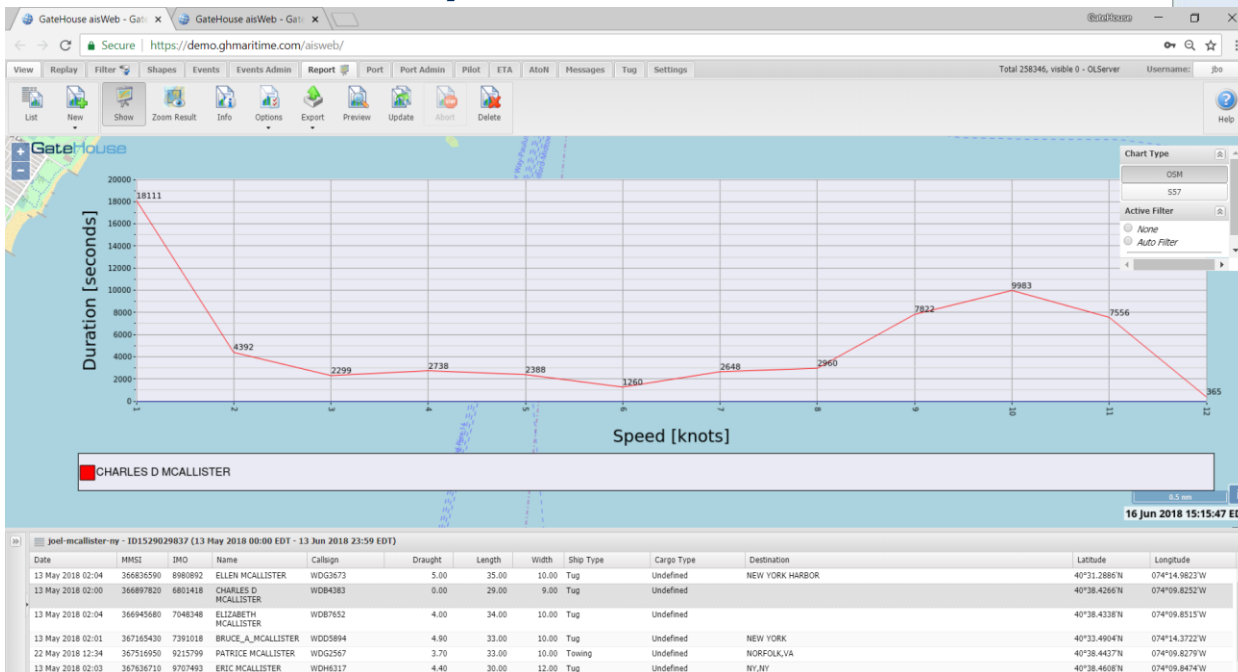 GateHouse aisWeb - Gate GateHouse aisWeb - Gate GateHouse
Secure https://demo.ghmaritime.com/aisweb/
View Replay Filter Shapes Events Events Admin Report Port Port Admin Pilot ETA AtoN Messages Tug Settings Total 258346, visible 0 - OLServer Username: jbo
List New Show Zoom Result Info Options Export Preview Update Abort Delete Help
GateHouse
Chart Type
OSM
S57
Active Filter
None
Auto Filter
Duration [seconds]
20000
18000
16000
14000
12000
10000
8000
6000
4000
2000
0
18111 4392 2299 2738 2388 1260 2648 2960 7822 9983 7556 365
1 2 3 4 5 6 7 8 9 10 11 12
Speed [knots]
CHARLES D MCALLISTER
0.5 nm
16 Jun 2018 15:15:47 ED
joel-mcallister-ny - ID1529029837 (13 May 2018 00:00 EDT - 13 Jun 2018 23:59 EDT)
Date MMSI IMO Name Callsign Draught Length Width Ship Type Cargo Type Destination Latitude Longitude
13 May 2018 02:04 366836590 8980892 ELLEN MCALLISTER WDG3673 5.00 35.00 10.00 Tug Undefined NEW YORK HARBOR 40°31.2886'N 074°14.9823'W
13 May 2018 02:00 366897820 6801418 CHARLES D WDB4383 0.00 29.00 9.00 Tug Undefined 40°38.4266'N 074°09.8252'W
MCALLISTER
13 May 2018 02:04 366945680 7048348 ELIZABETH WDB7652 4.00 34.00 10.00 Tug Undefined 40°38.4338'N 074°09.8515'W
MCALLISTER
13 May 2018 02:01 367165430 7391018 BRUCE_A_MCALLISTER WDD5894 4.90 33.00 10.00 Tug Undefined NEW YORK 40°33.4904'N 074°14.3722'W
22 May 2018 12:34 367516950 9215799 PATRICE MCALLISTER WDG2567 3.70 33.00 10.00 Towing Undefined NORFOLK,VA 40°38.4437'N 074°09.8279'W
13 May 2018 02:03 367636710 9707493 ERIC MCALLISTER WDH6317 4.40 30.00 12.00 Tug Undefined NY,NY 40°38.4608'N 074°09.8474'W